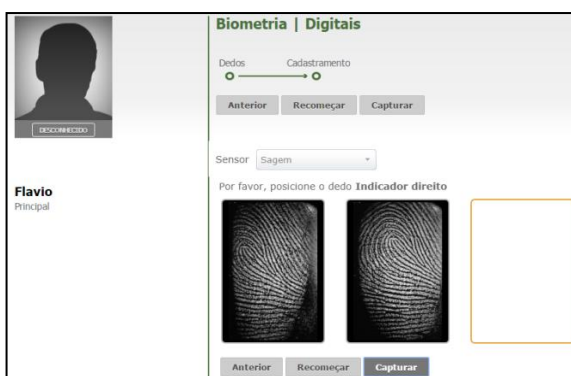 Biometria | Digitais
Dedos Cadastramento
Anterior Recomeçar Capturar
DESCONHECIDO
Sensor Sagem
Flavio
Principal
Por favor, posicione o dedo Indicador direito
Anterior Recomeçar Capturar